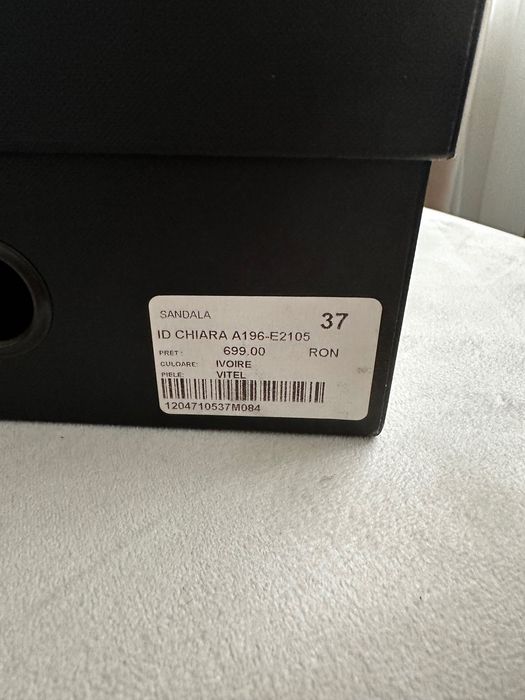 SANDALA
37
ID CHIARA A196-E2105
PRET: 699.00 RON
CULOARE: IVOIRE
PIELE: VITEL
1204710537M084